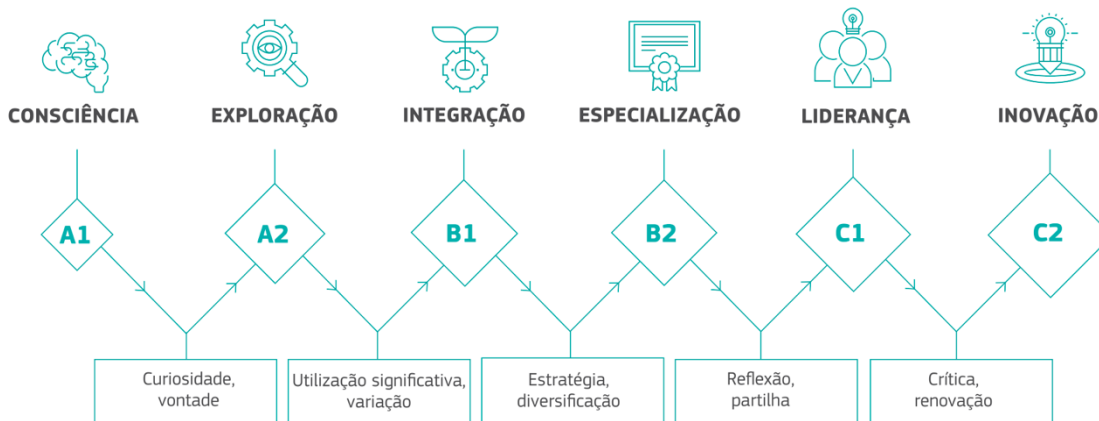 CONSCIÊNCIA
EXPLORAÇÃO
INTEGRAÇÃO
ESPECIALIZAÇÃO
LIDERANÇA
INOVAÇÃO
A1
A2
B1
B2
C1
C2
Curiosidade,
vontade
Utilização significativa,
variação
Estratégia,
diversificação
Reflexão,
partilha
Crítica,
renovação